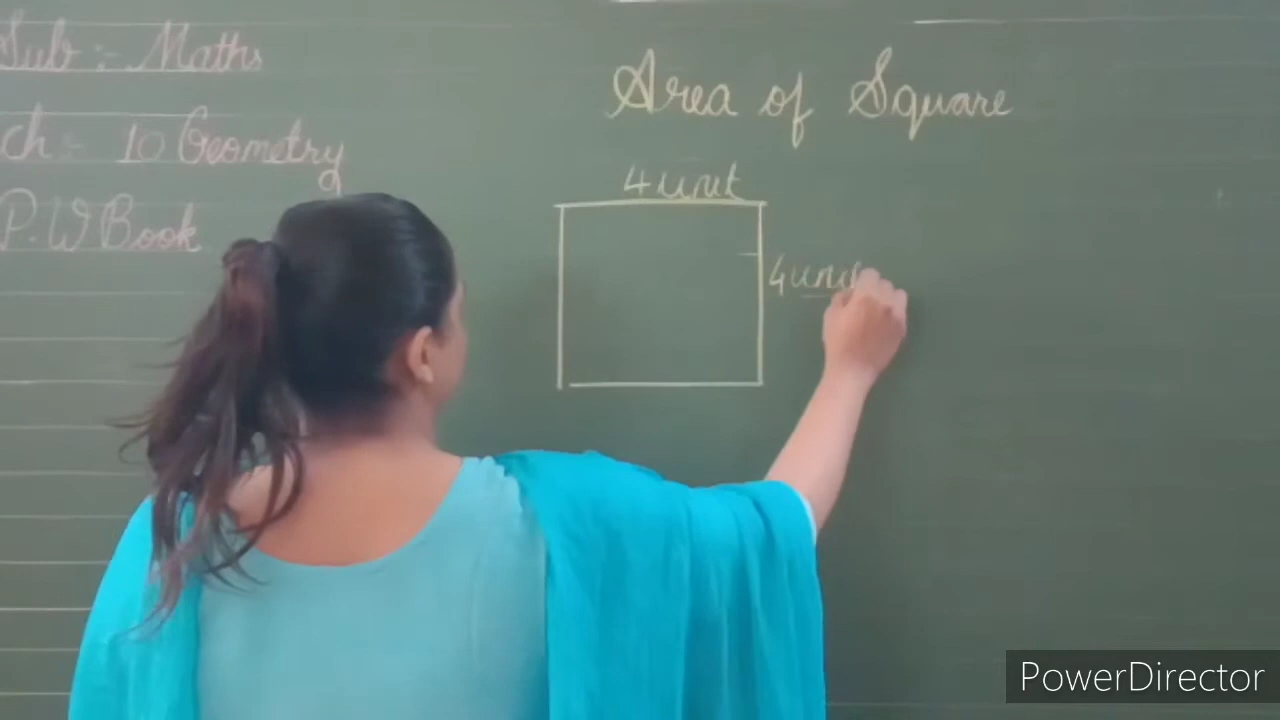 Sub :- Maths
ch :- 10 Geometry
P.W Book
Area of Square
4 unit
4 unit
PowerDirector